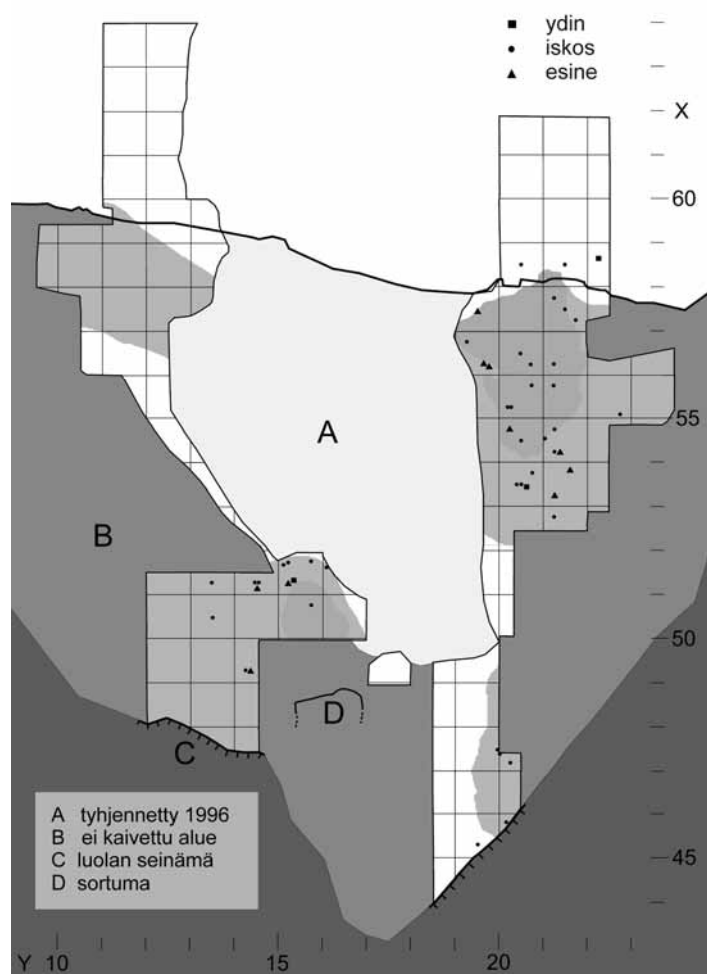 ydin
iskos
esine
X
60
A
55
B
50
D
C
A tyhjennetty 1996
B ei kaivettu alue
C luolan seinämä
D sortuma
45
Y 10 15 20